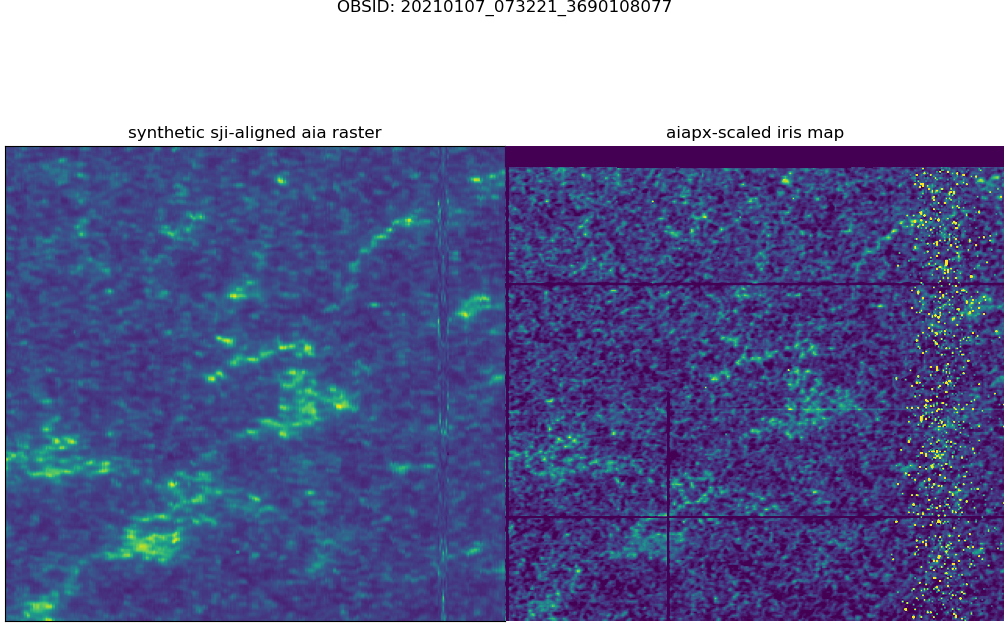 OBSID: 20210107_073221_3690108077
synthetic sji-aligned aia raster
aiapx-scaled iris map